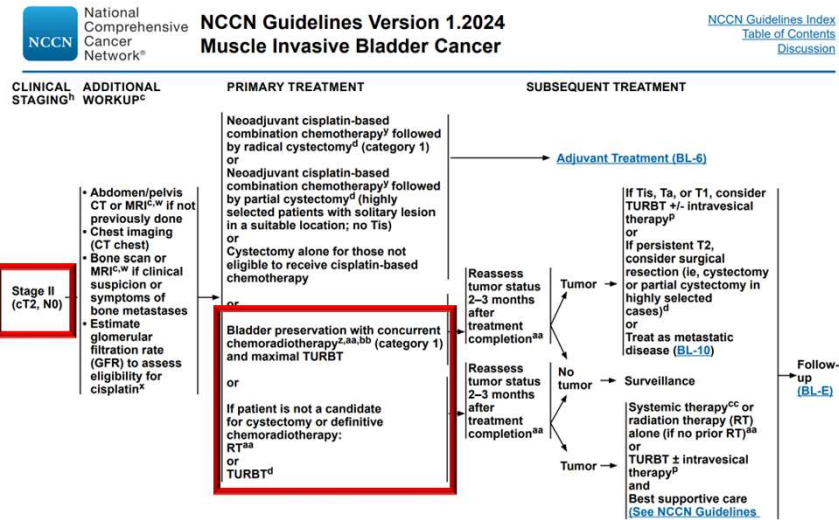 NCCN
National
Comprehensive
Cancer
Network®
NCCN Guidelines Version 1.2024
Muscle Invasive Bladder Cancer
NCCN Guidelines Index
Table of Contents
Discussion
CLINICAL
STAGINGʰ
ADDITIONAL
WORKUPᶜ
PRIMARY TREATMENT
SUBSEQUENT TREATMENT
Stage II
(cT2, N0)
• Abdomen/pelvis
CT or MRIᶜ,ʷ if not
previously done
• Chest imaging
(CT chest)
• Bone scan or
MRIᶜ,ʷ if clinical
suspicion or
symptoms of
bone metastases
• Estimate
glomerular
filtration rate
(GFR) to assess
eligibility for
cisplatinˣ
Neoadjuvant cisplatin-based
combination chemotherapyʸ followed
by radical cystectomyᵈ (category 1)
or
Neoadjuvant cisplatin-based
combination chemotherapyʸ followed
by partial cystectomyᵈ (highly
selected patients with solitary lesion
in a suitable location; no Tis)
or
Cystectomy alone for those not
eligible to receive cisplatin-based
chemotherapy
or
Bladder preservation with concurrent
chemoradiotherapyᶻ,ᵃᵃ,ᵇᵇ (category 1)
and maximal TURBT
or
If patient is not a candidate
for cystectomy or definitive
chemoradiotherapy:
RTᵃᵃ
or
TURBTᵈ
Adjuvant Treatment (BL-6)
Reassess
tumor status
2–3 months
after
treatment
completionᵃᵃ
Reassess
tumor status
2–3 months
after
treatment
completionᵃᵃ
Tumor
No
tumor
Tumor
If Tis, Ta, or T1, consider
TURBT +/- intravesical
therapyᵖ
or
If persistent T2,
consider surgical
resection (ie, cystectomy
or partial cystectomy in
highly selected
cases)ᵈ
or
Treat as metastatic
disease (BL-10)
Surveillance
Systemic therapyᶜᶜ or
radiation therapy (RT)
alone (if no prior RT)ᵃᵃ
or
TURBT ± intravesical
therapyᵖ
and
Best supportive care
(See NCCN Guidelines
Follow-
up
(BL-E)